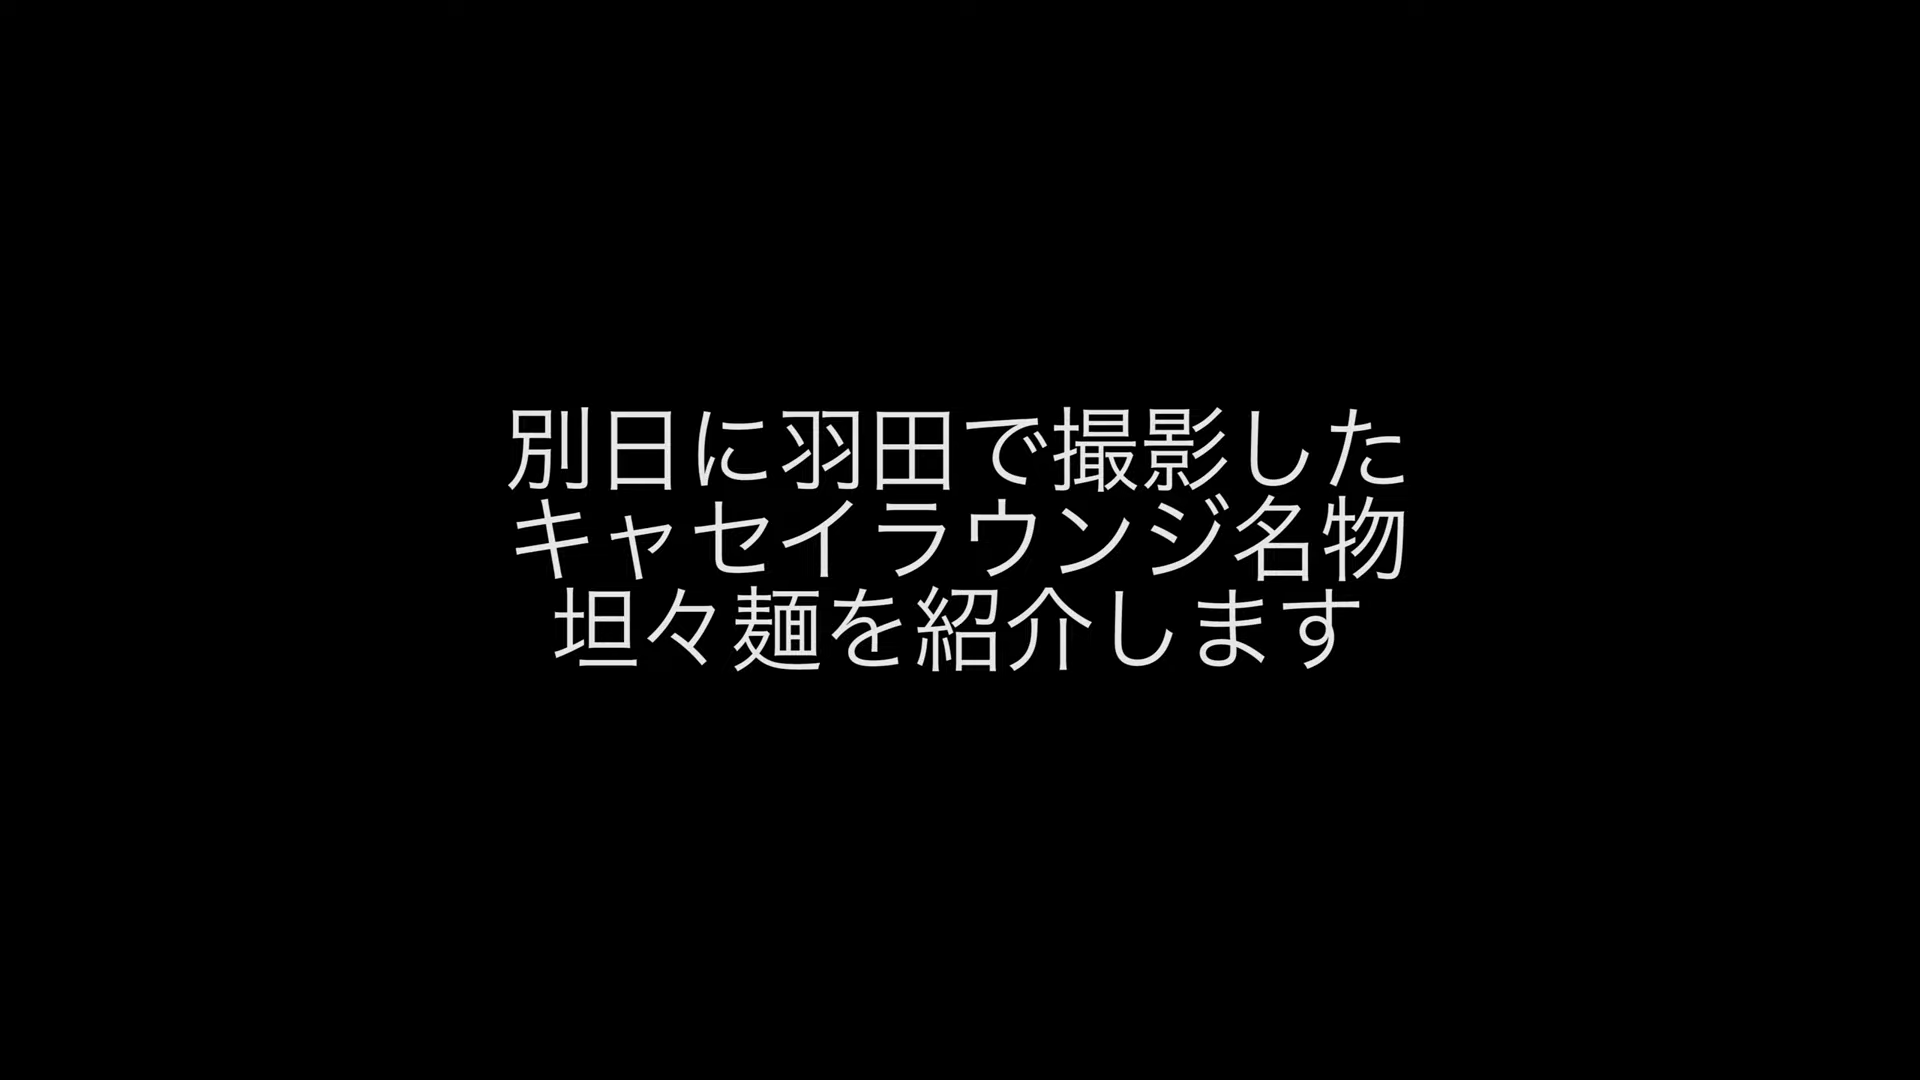 別日に羽田で撮影した
キャセイラウンジ名物
坦々麺を紹介します